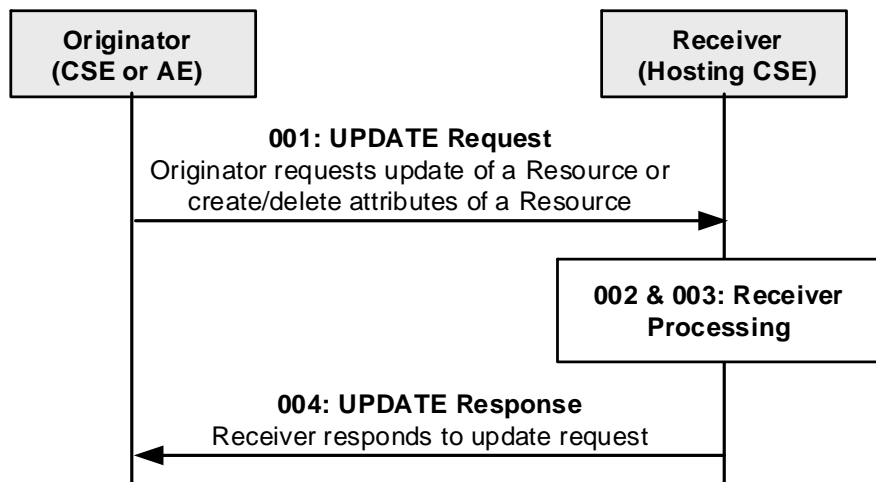 Originator
(CSE or AE)
Receiver
(Hosting CSE)
001: UPDATE Request
Originator requests update of a Resource or
create/delete attributes of a Resource
002 & 003: Receiver
Processing
004: UPDATE Response
Receiver responds to update request